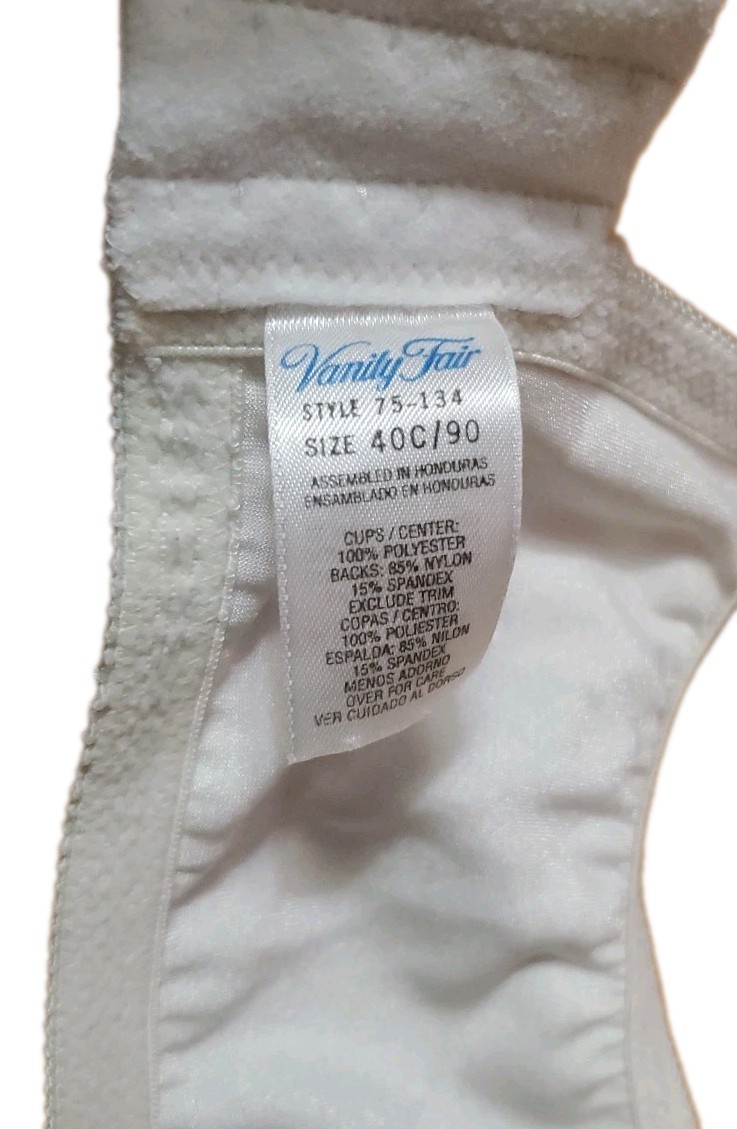 Vanity Fair
STYLE 75-134
SIZE 40C/90
ASSEMBLED IN HONDURAS
ENSAMBLADO EN HONDURAS
CUPS / CENTER:
100% POLYESTER
BACKS: 85% NYLON
15% SPANDEX
EXCLUDE TRIM
COPAS / CENTRO:
100% POLIESTER
ESPALDA: 85% NILON
15% SPANDEX
MENOS ADORNO
OVER FOR CARE
VER CUIDADO AL DORSO